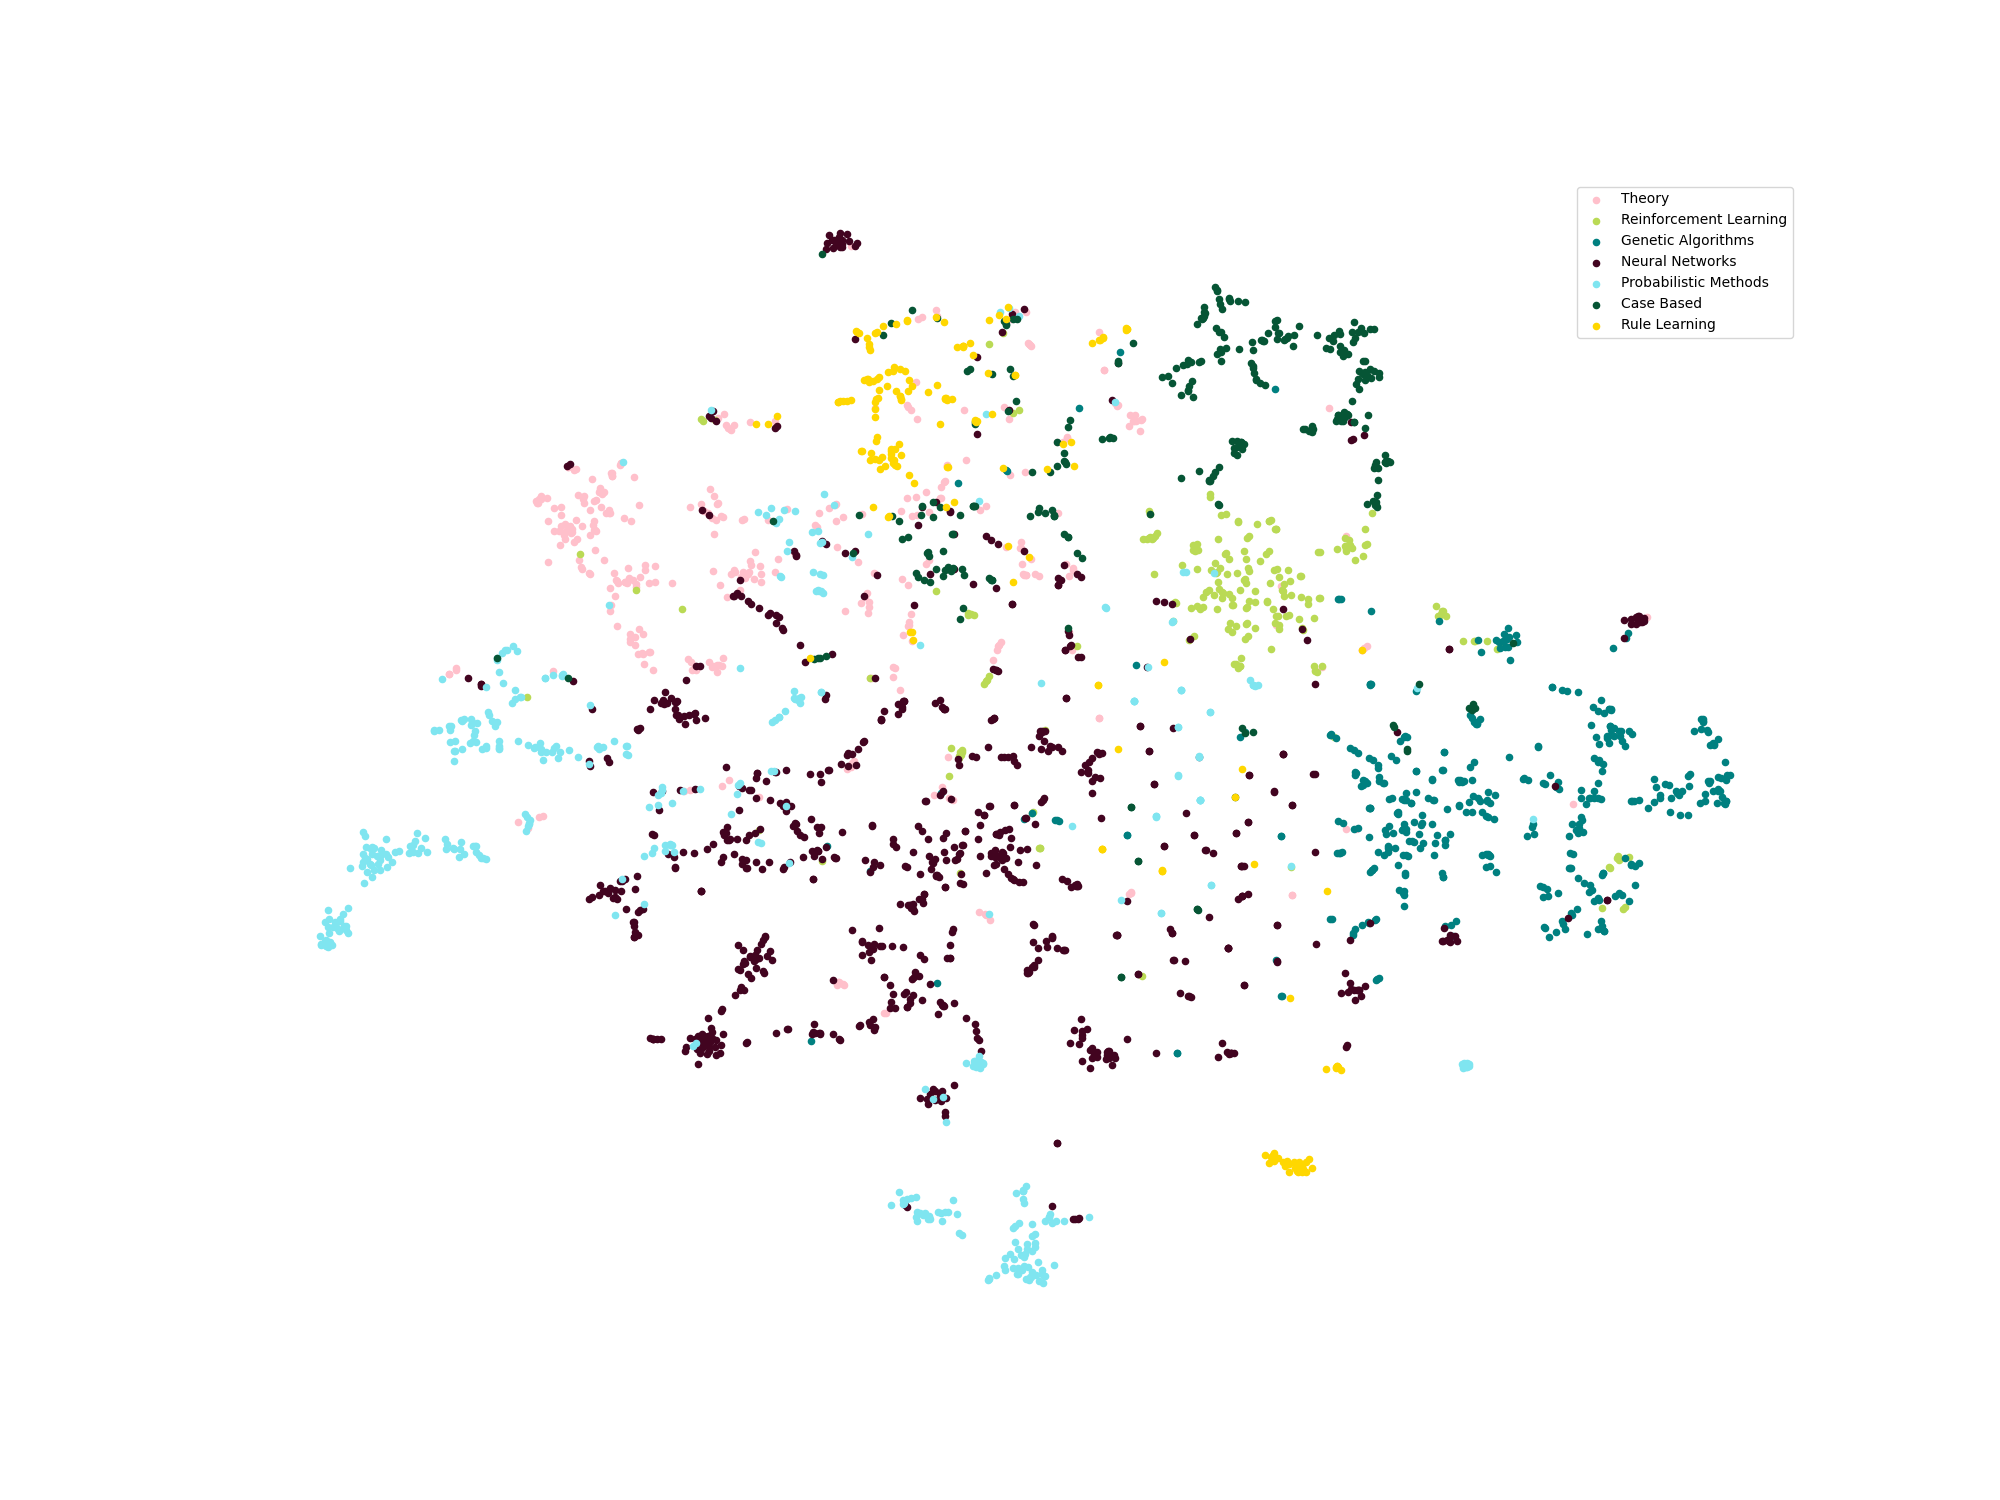 Theory
Reinforcement Learning
Genetic Algorithms
Neural Networks
Probabilistic Methods
Case Based
Rule Learning